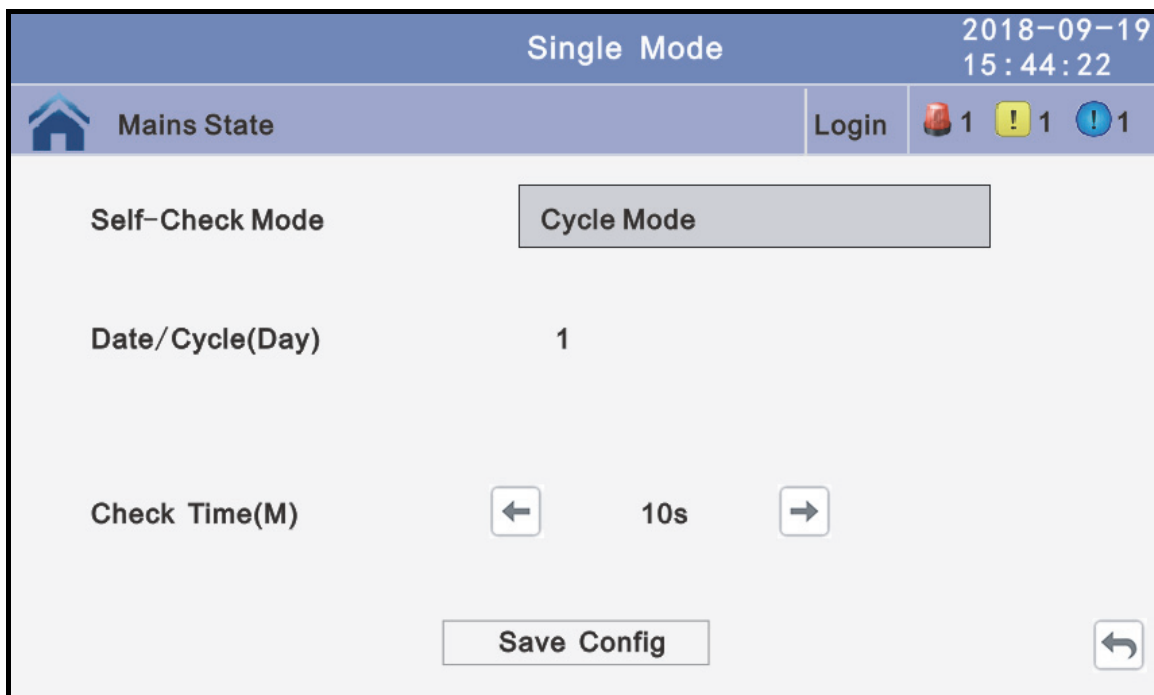 Single Mode
2018-09-19
15:44:22
Mains State
Login
1
! 1
! 1
Self-Check Mode
Cycle Mode
Date/Cycle(Day)
1
Check Time(M)
10s
Save Config